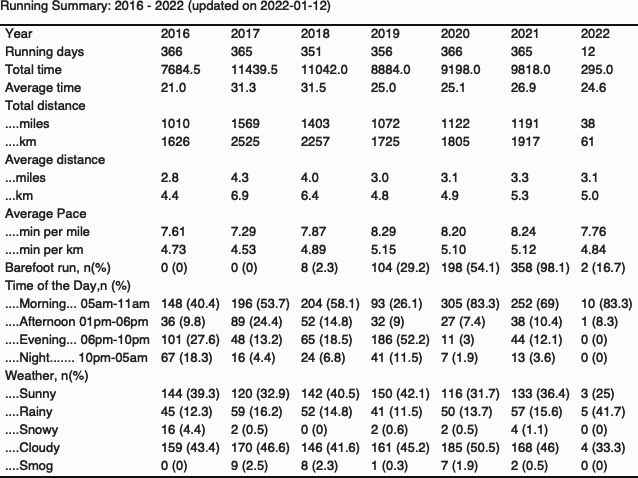 Running Summary: 2016 - 2022 (updated on 2022-01-12)
Year 2016 2017 2018 2019 2020 2021 2022
Running days 366 365 351 356 366 365 12
Total time 7684.5 11439.5 11042.0 8884.0 9198.0 9818.0 295.0
Average time 21.0 31.3 31.5 25.0 25.1 26.9 24.6
Total distance
....miles 1010 1569 1403 1072 1122 1191 38
....km 1626 2525 2257 1725 1805 1917 61
Average distance
...miles 2.8 4.3 4.0 3.0 3.1 3.3 3.1
...km 4.4 6.9 6.4 4.8 4.9 5.3 5.0
Average Pace
....min per mile 7.61 7.29 7.87 8.29 8.20 8.24 7.76
....min per km 4.73 4.53 4.89 5.15 5.10 5.12 4.84
Barefoot run, n(%) 0 (0) 0 (0) 8 (2.3) 104 (29.2) 198 (54.1) 358 (98.1) 2 (16.7)
Time of the Day,n (%)
....Morning... 05am-11am 148 (40.4) 196 (53.7) 204 (58.1) 93 (26.1) 305 (83.3) 252 (69) 10 (83.3)
....Afternoon 01pm-06pm 36 (9.8) 89 (24.4) 52 (14.8) 32 (9) 27 (7.4) 38 (10.4) 1 (8.3)
....Evening... 06pm-10pm 101 (27.6) 48 (13.2) 65 (18.5) 186 (52.2) 11 (3) 44 (12.1) 0 (0)
....Night....... 10pm-05am 67 (18.3) 16 (4.4) 24 (6.8) 41 (11.5) 7 (1.9) 13 (3.6) 0 (0)
Weather, n(%)
....Sunny 144 (39.3) 120 (32.9) 142 (40.5) 150 (42.1) 116 (31.7) 133 (36.4) 3 (25)
....Rainy 45 (12.3) 59 (16.2) 52 (14.8) 41 (11.5) 50 (13.7) 57 (15.6) 5 (41.7)
....Snowy 16 (4.4) 2 (0.5) 0 (0) 2 (0.6) 2 (0.5) 4 (1.1) 0 (0)
....Cloudy 159 (43.4) 170 (46.6) 146 (41.6) 161 (45.2) 185 (50.5) 168 (46) 4 (33.3)
....Smog 0 (0) 9 (2.5) 8 (2.3) 1 (0.3) 7 (1.9) 2 (0.5) 0 (0)